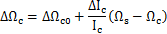 ΔΩc = ΔΩc0 + ΔIc/Ic (Ωs − Ωc)